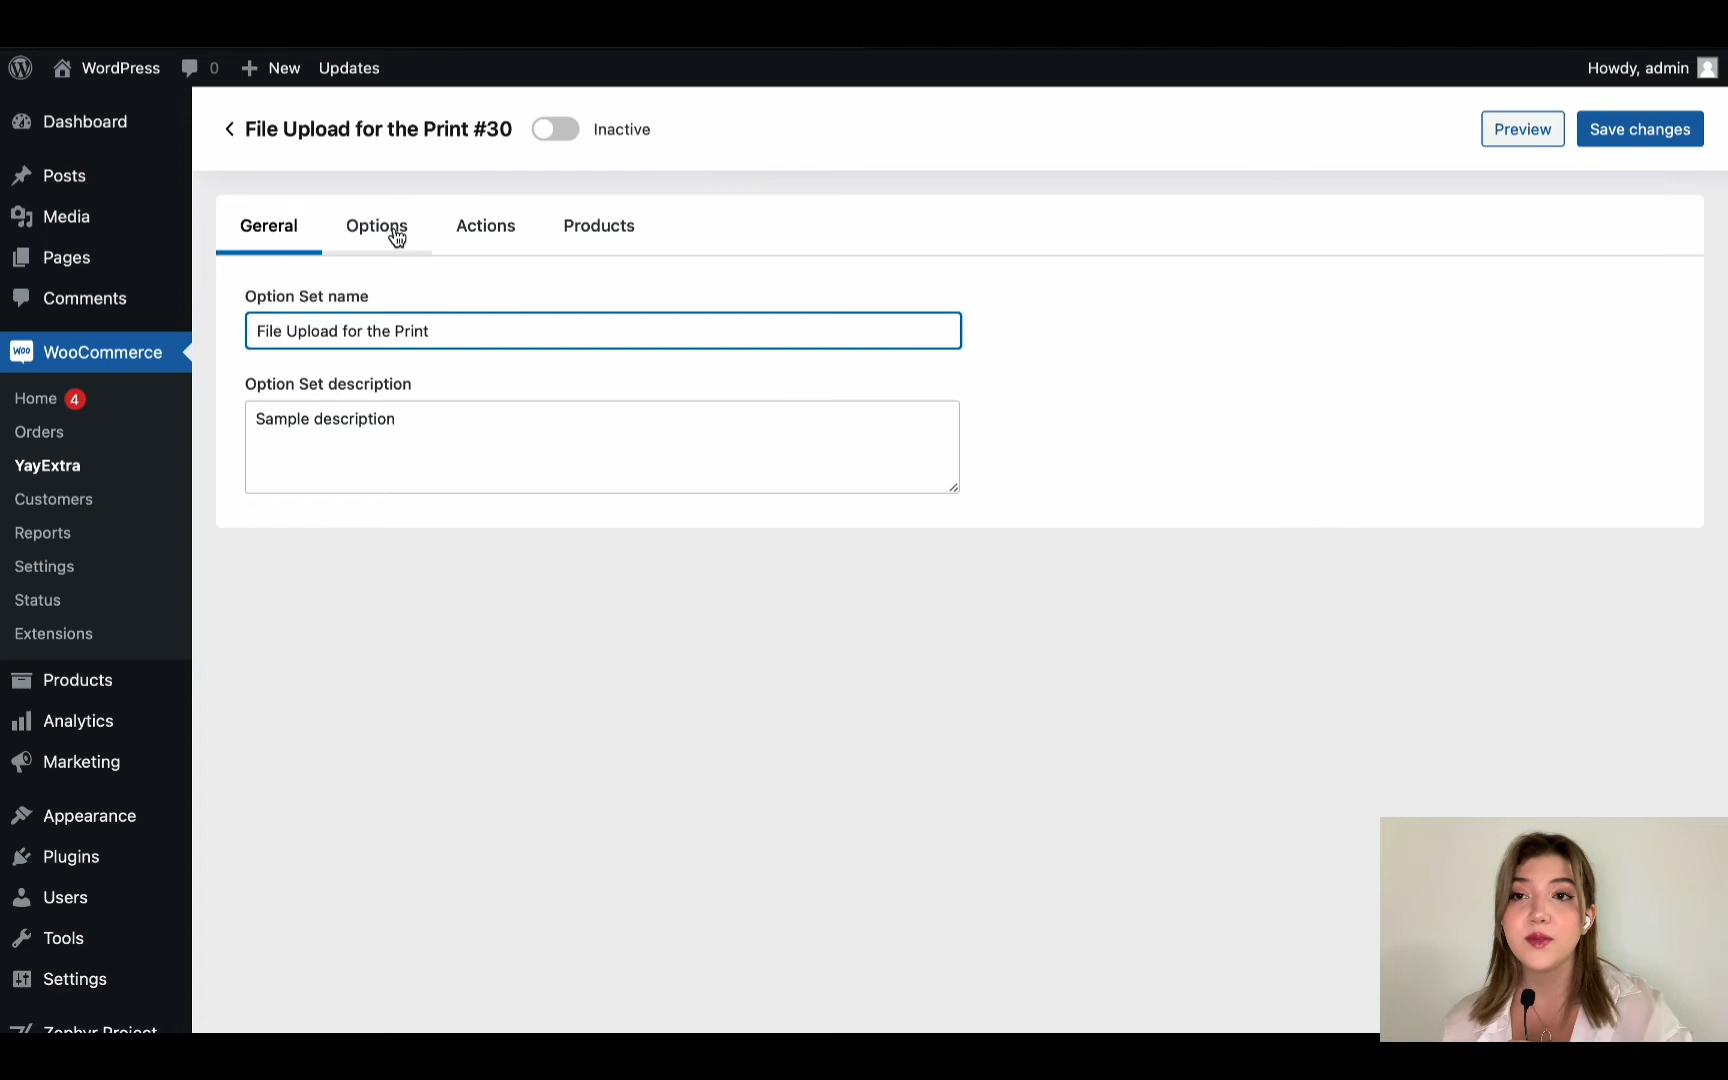 WordPress 0 New Updates Howdy, admin
Dashboard
Posts
Media
Pages
Comments
woo WooCommerce
Home 4
Orders
YayExtra
Customers
Reports
Settings
Status
Extensions
Products
Analytics
Marketing
Appearance
Plugins
Users
Tools
Settings
Zephyr Project
File Upload for the Print #30 Inactive Preview Save changes
Gereral Options Actions Products
Option Set name
File Upload for the Print
Option Set description
Sample description